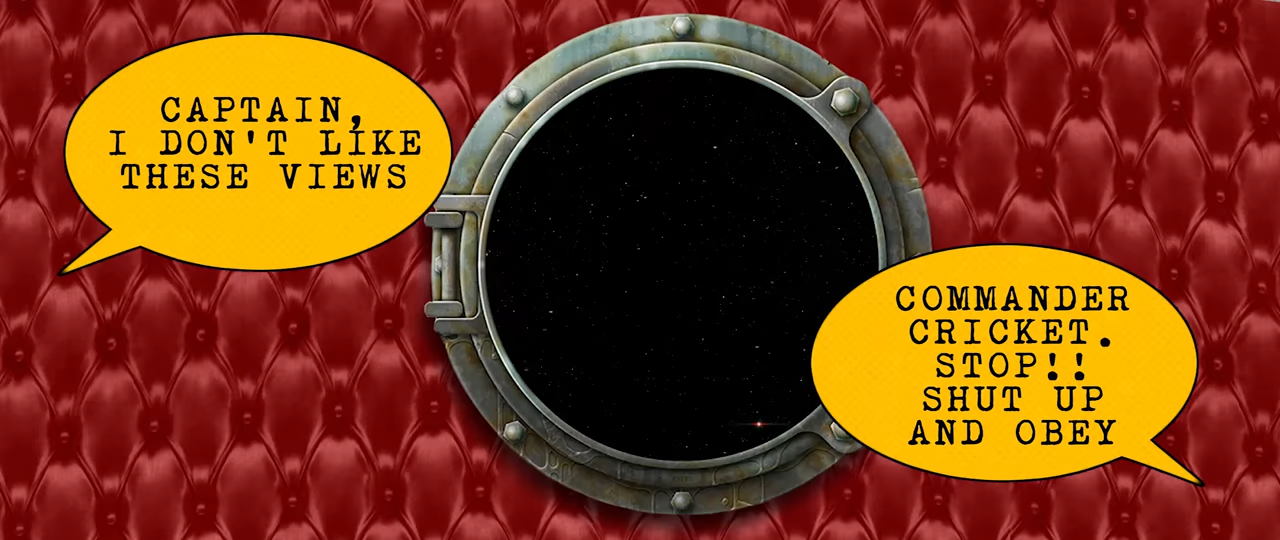 CAPTAIN,
I DON'T LIKE
THESE VIEWS
COMMANDER
CRICKET.
STOP!!
SHUT UP
AND OBEY